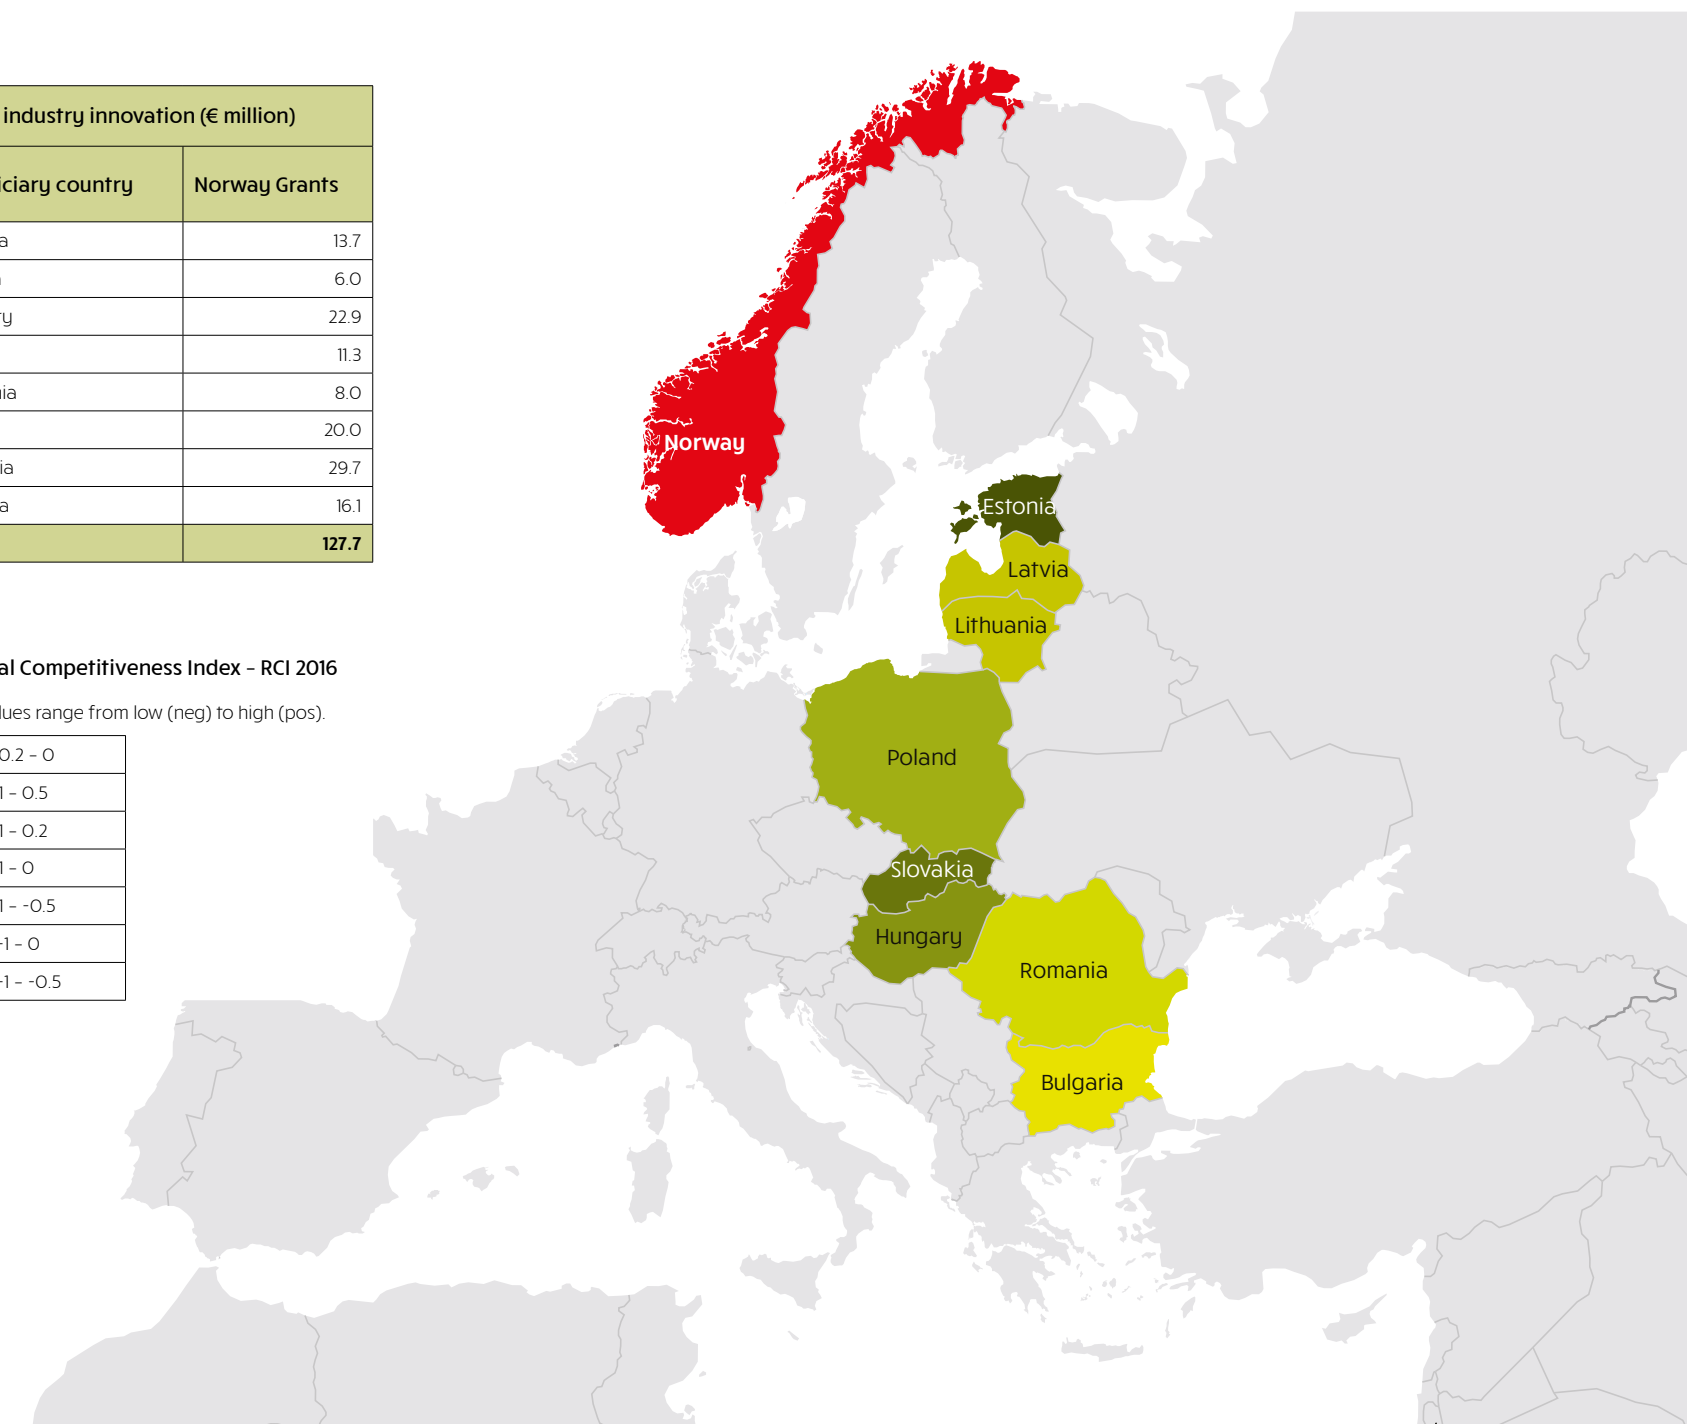 industry innovation (€ million)
iciary country Norway Grants
a 13.7
6.0
ry 22.9
11.3
nia 8.0
20.0
ia 29.7
a 16.1
127.7
al Competitiveness Index – RCI 2016
lues range from low (neg) to high (pos).
0.2 – 0
1 – 0.5
1 – 0.2
1 – 0
1 – -0.5
-1 – 0
-1 – -0.5
Norway
Estonia
Latvia
Lithuania
Poland
Slovakia
Hungary
Romania
Bulgaria